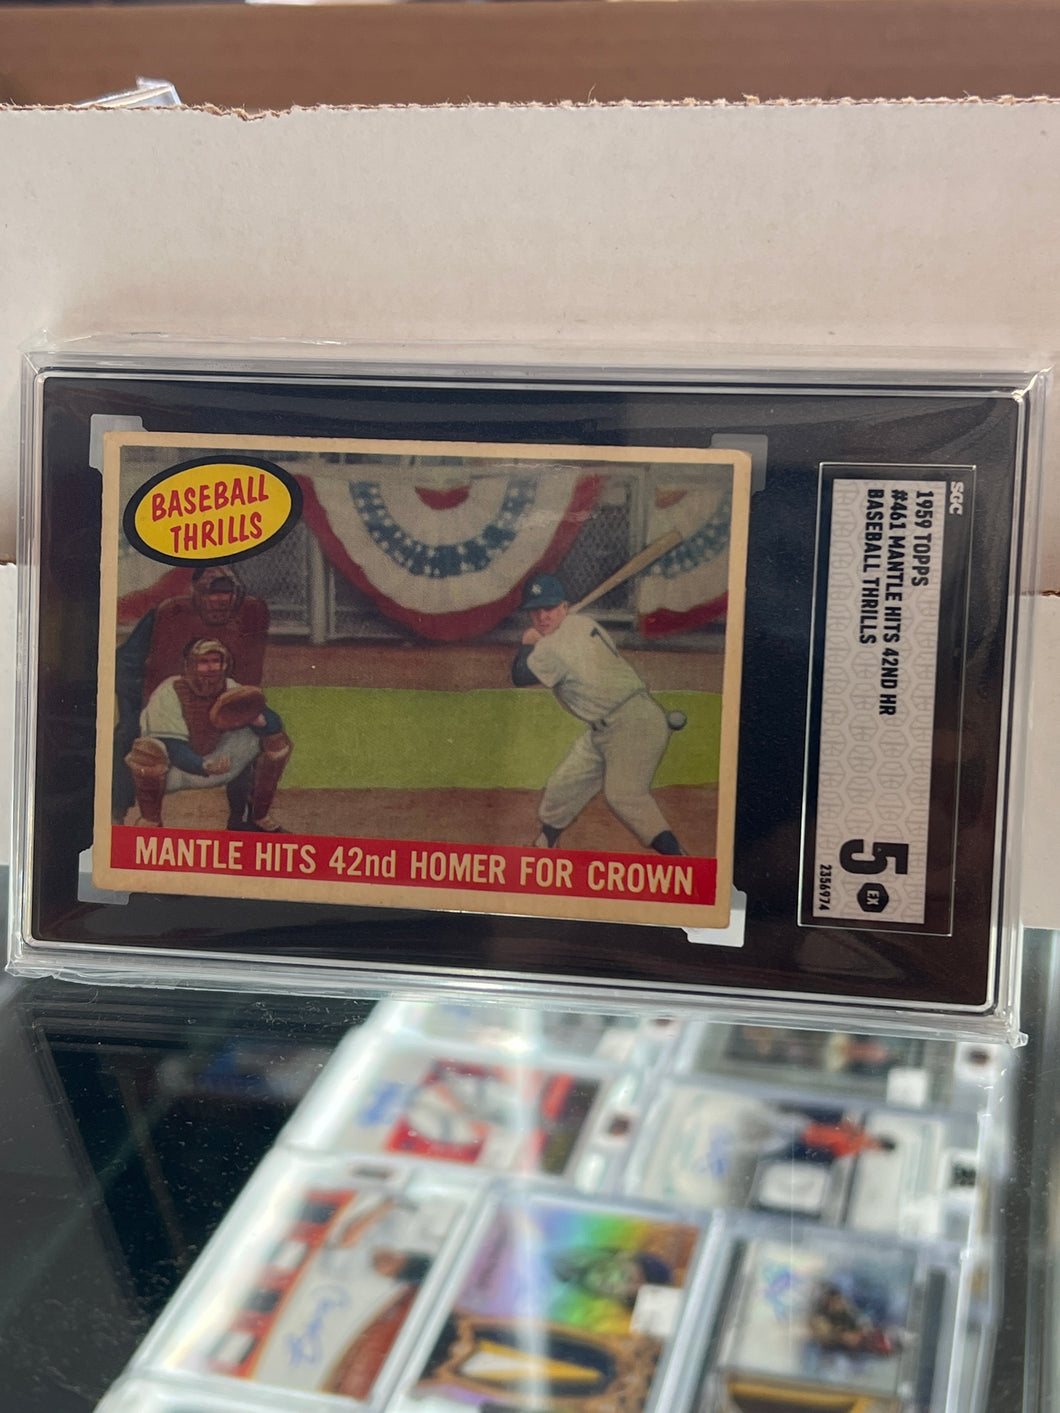 BASEBALL
THRILLS
MANTLE HITS 42nd HOMER FOR CROWN
7
SGC
1959 TOPPS
#461 MANTLE HITS 42ND HR
BASEBALL THRILLS
5
EX
2356974